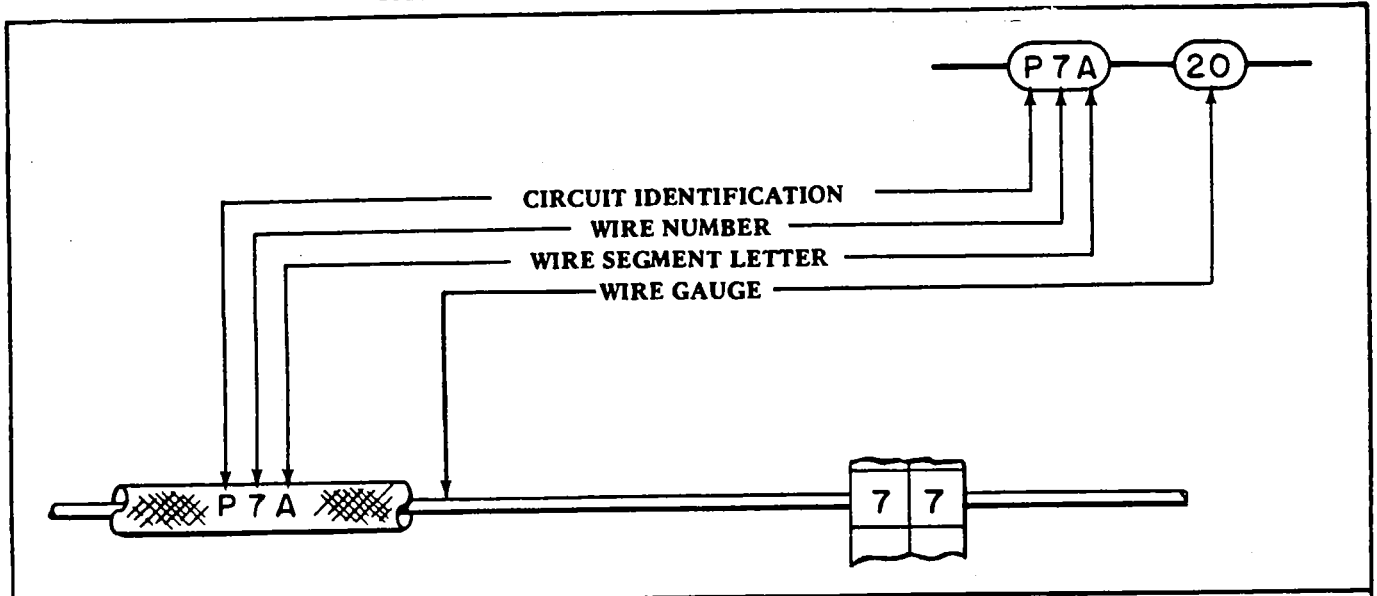 P 7 A 20
CIRCUIT IDENTIFICATION
WIRE NUMBER
WIRE SEGMENT LETTER
WIRE GAUGE
P 7 A 7 7